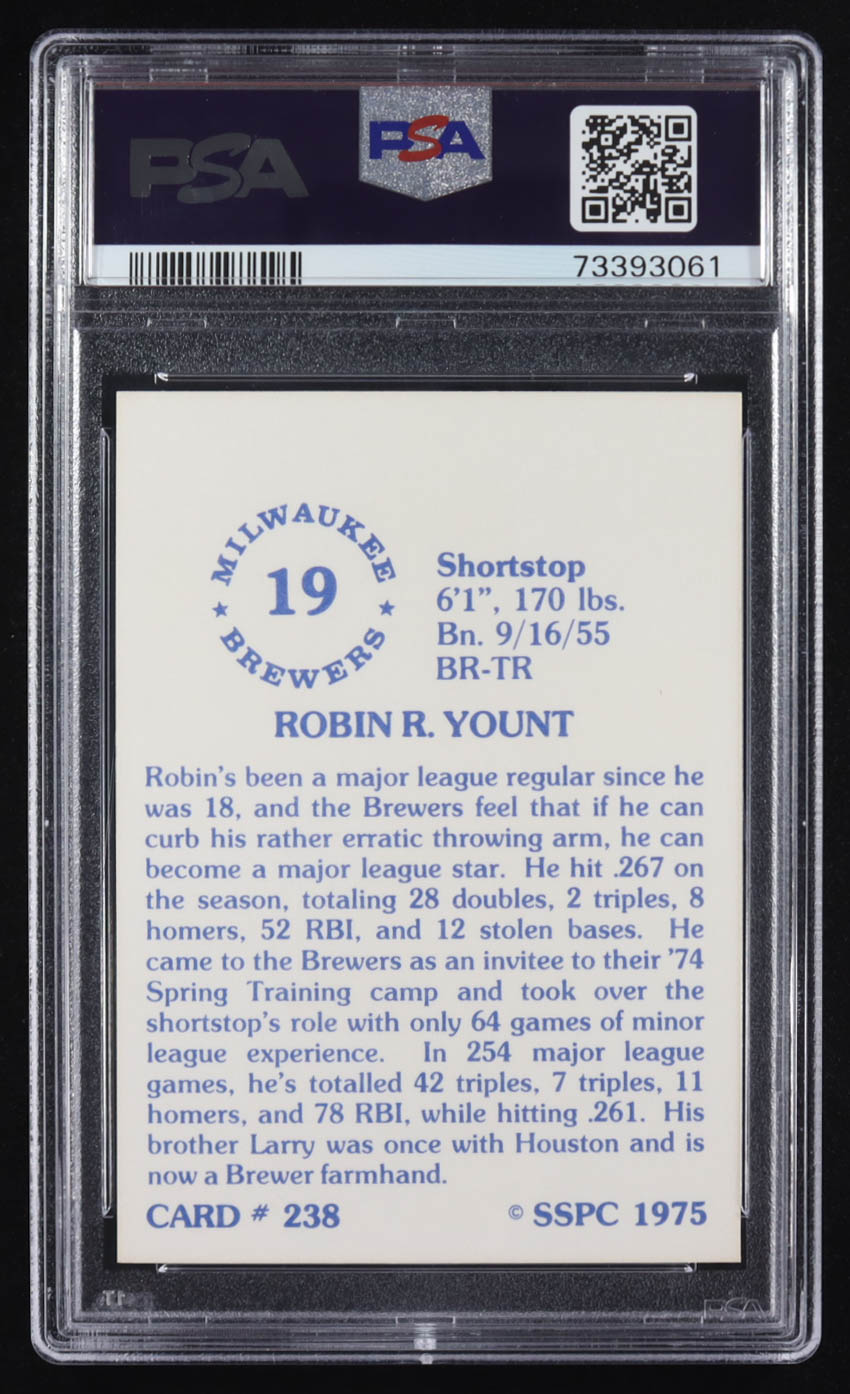 PSA
PSA
73393061
MILWAUKEE
19
BREWERS
Shortstop
6'1", 170 lbs.
Bn. 9/16/55
BR-TR
ROBIN R. YOUNT
Robin's been a major league regular since he
was 18, and the Brewers feel that if he can
curb his rather erratic throwing arm, he can
become a major league star. He hit .267 on
the season, totaling 28 doubles, 2 triples, 8
homers, 52 RBI, and 12 stolen bases. He
came to the Brewers as an invitee to their '74
Spring Training camp and took over the
shortstop's role with only 64 games of minor
league experience. In 254 major league
games, he's totalled 42 triples, 7 triples, 11
homers, and 78 RBI, while hitting .261. His
brother Larry was once with Houston and is
now a Brewer farmhand.
CARD # 238 © SSPC 1975
PSA